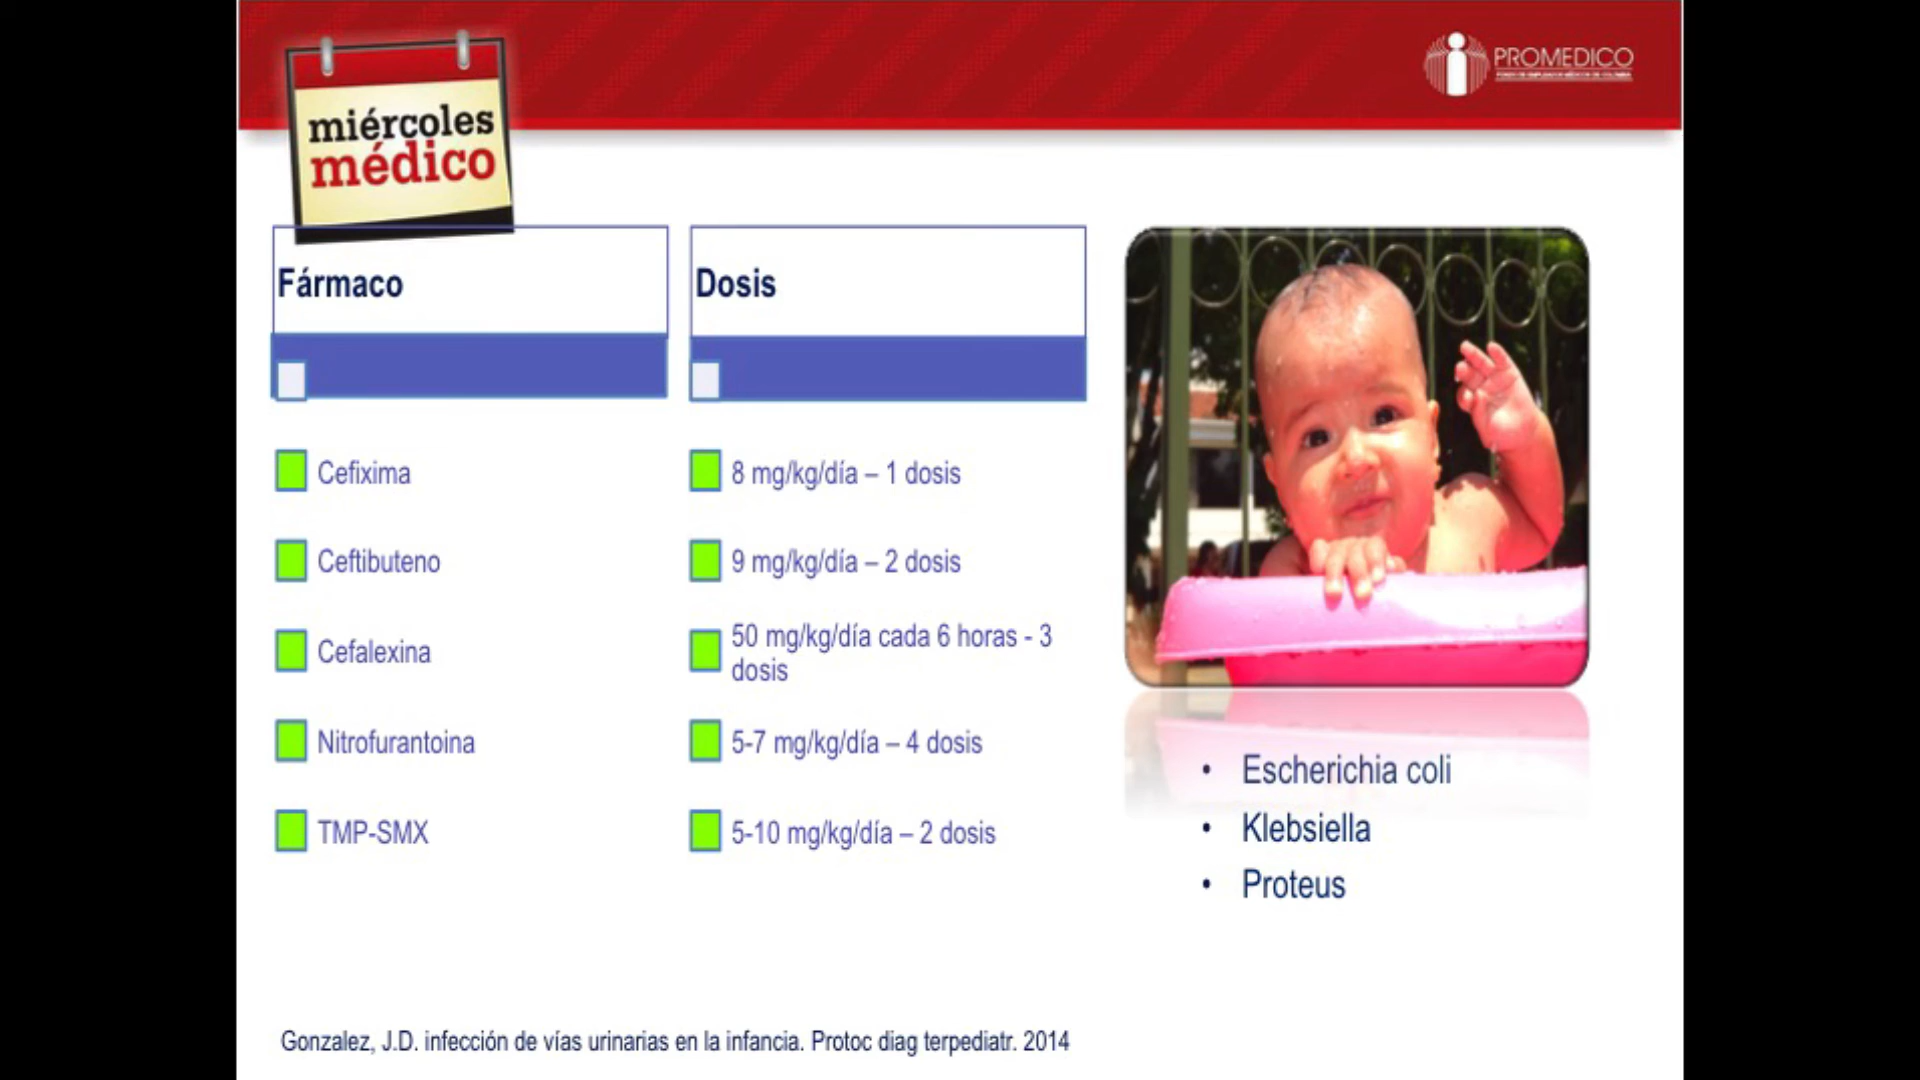 miércoles
médico
PROMEDICO
Fármaco
Dosis
Cefixima
8 mg/kg/día – 1 dosis
Ceftibuteno
9 mg/kg/día – 2 dosis
Cefalexina
50 mg/kg/día cada 6 horas - 3
dosis
Nitrofurantoina
5-7 mg/kg/día – 4 dosis
TMP-SMX
5-10 mg/kg/día – 2 dosis
• Escherichia coli
• Klebsiella
• Proteus
Gonzalez, J.D. infección de vías urinarias en la infancia. Protoc diag terpediatr. 2014